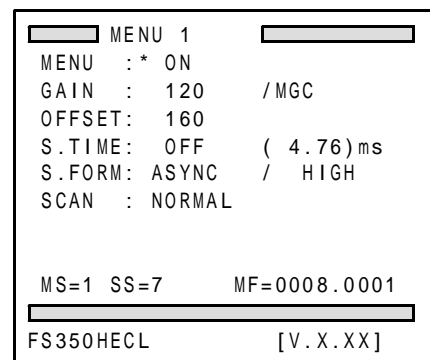 MENU 1
MENU :* ON
GAIN : 120 /MGC
OFFSET: 160
S.TIME: OFF ( 4.76)ms
S.FORM: ASYNC / HIGH
SCAN : NORMAL
MS=1 SS=7 MF=0008.0001
FS350HECL [V.X.XX]